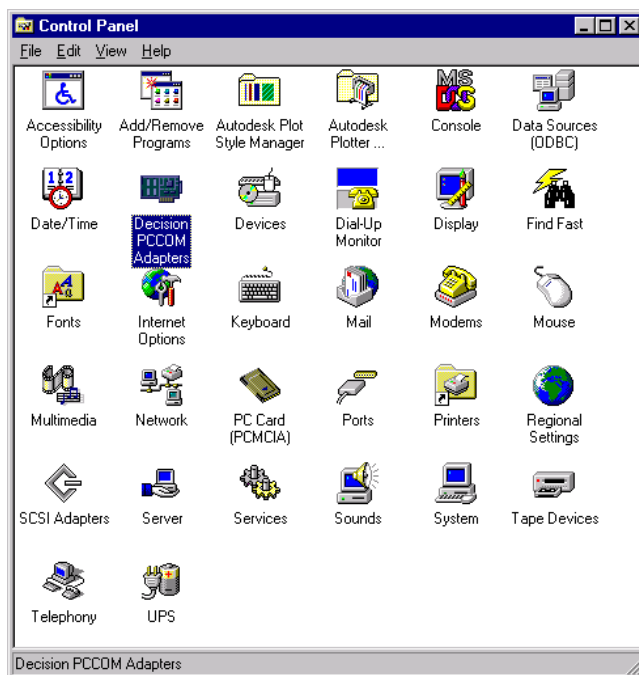 Control Panel
File Edit View Help
MS
DOS
Accessibility Options
Add/Remove Programs
Autodesk Plot Style Manager
Autodesk Plotter ...
Console
Data Sources (ODBC)
Date/Time
Decision PCCOM Adapters
Devices
Dial-Up Monitor
Display
Find Fast
Fonts
Internet Options
Keyboard
Mail
Modems
Mouse
Multimedia
Network
PC Card (PCMCIA)
Ports
Printers
Regional Settings
SCSI Adapters
Server
Services
Sounds
System
Tape Devices
Telephony
UPS
Decision PCCOM Adapters